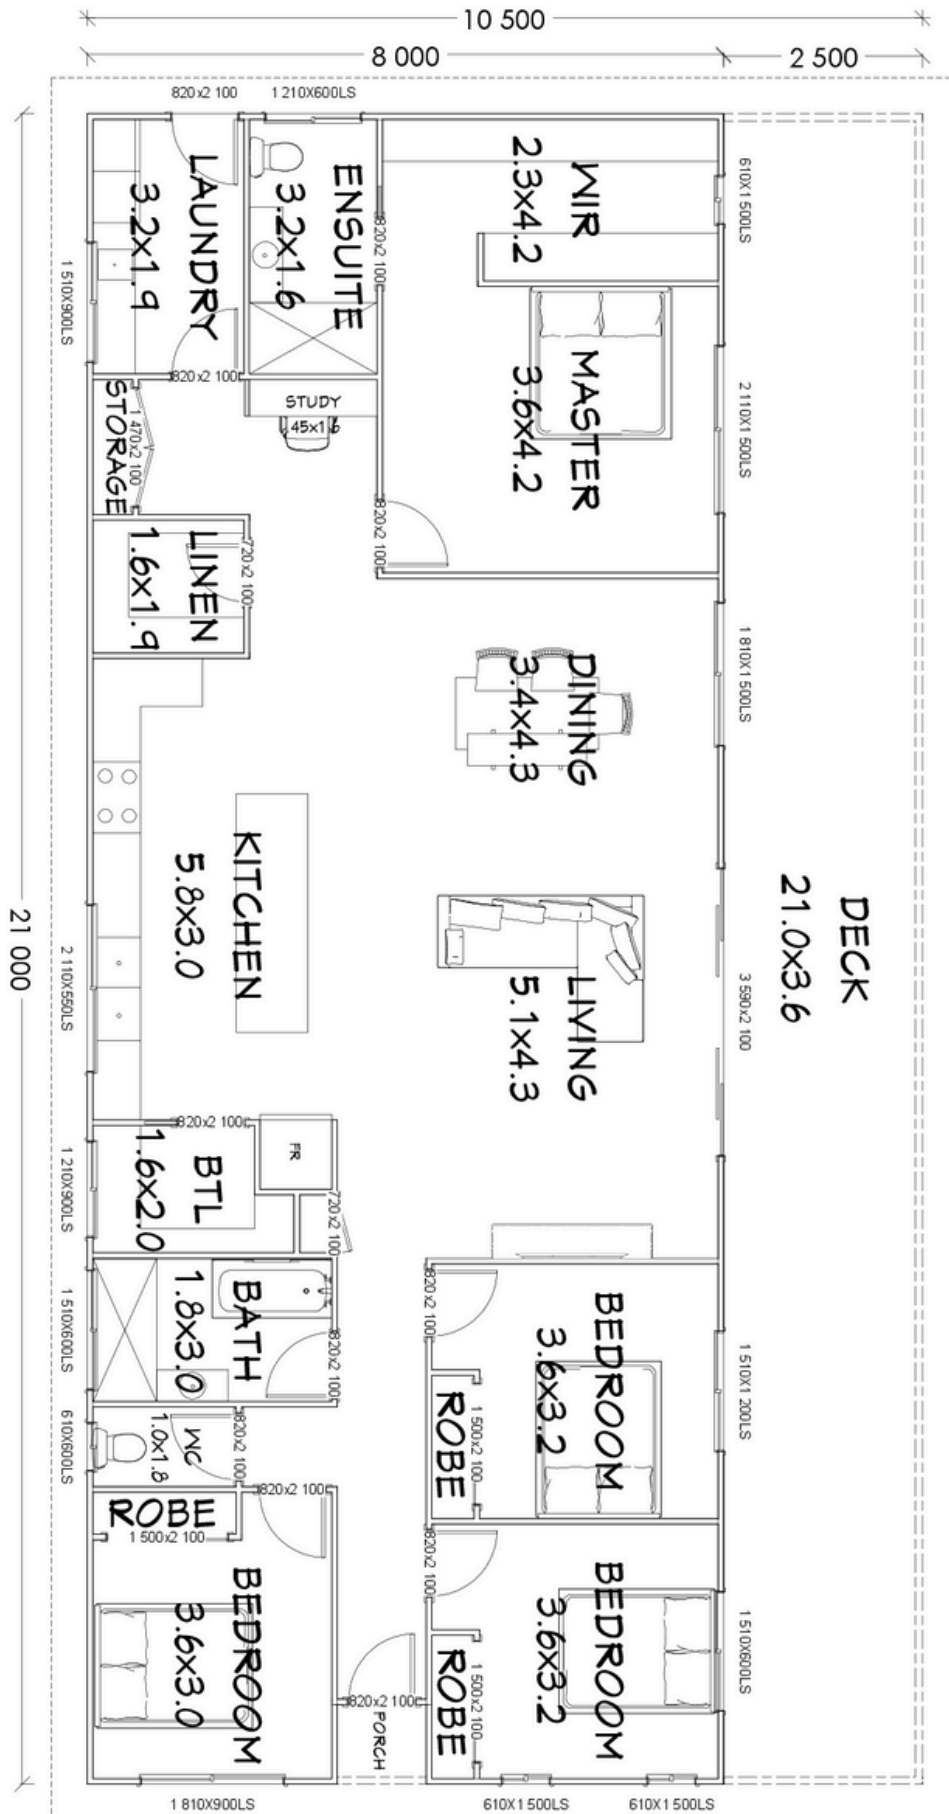 10 500
8 000
2 500
820x2 100
1 210X600LS
LAUNDRY
3.2x1.9
ENSUITE
3.2x1.6
820x2 100
WIR
2.3x4.2
610X1 500LS
1 510X900LS
820x2 100
STUDY
45x1.6
MASTER
3.6x4.2
2 110X1 500LS
STORAGE
1 470x2 100
820x2 100
LINEN
1.6x1.9
720x2 100
DINING
3.4x4.3
1 810X1 500LS
KITCHEN
5.8x3.0
LIVING
5.1x4.3
3 590x2 100
DECK
21.0x3.6
21 000
2 110X550LS
820x2 100
FR
BTL
1.6x2.0
1 210X900LS
720x2 100
BATH
1.8x3.0
820x2 100
1 510X600LS
820x2 100
BEDROOM
3.6x3.2
1 510X1 200LS
ROBE
1 500x2 100
WC
1.0x1.8
820x2 100
610X600LS
820x2 100
ROBE
1 500x2 100
BEDROOM
3.6x3.0
820x2 100
BEDROOM
3.6x3.2
1 510X600LS
ROBE
1 500x2 100
820x2 100
PORCH
1 810X900LS
610X1 500LS
610X1 500LS